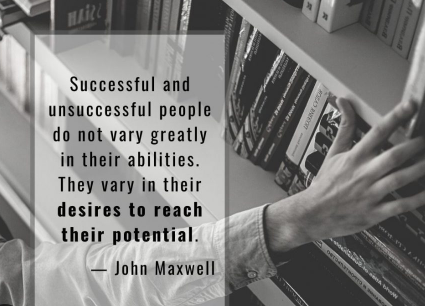 Successful and
unsuccessful people
do not vary greatly
in their abilities.
They vary in their
desires to reach
their potential.
— John Maxwell